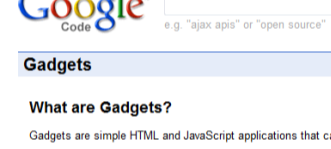 Google
Code
e.g. "ajax apis" or "open source"
Gadgets
What are Gadgets?
Gadgets are simple HTML and JavaScript applications that